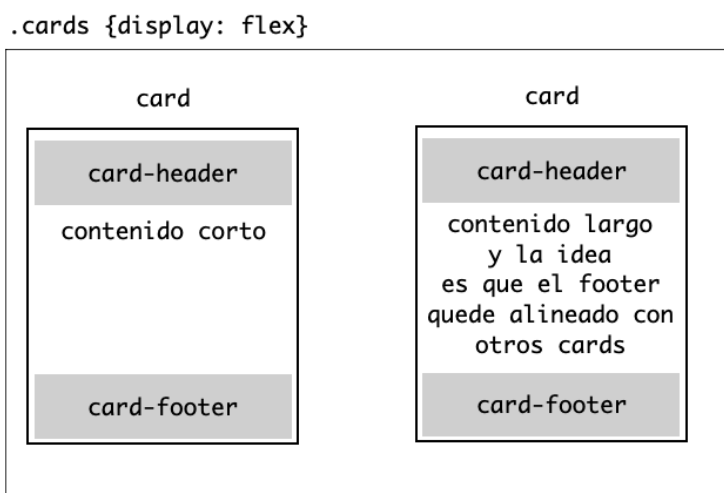 .cards {display: flex}
card
card-header
contenido corto
card-footer
card
card-header
contenido largo
y la idea
es que el footer
quede alineado con
otros cards
card-footer